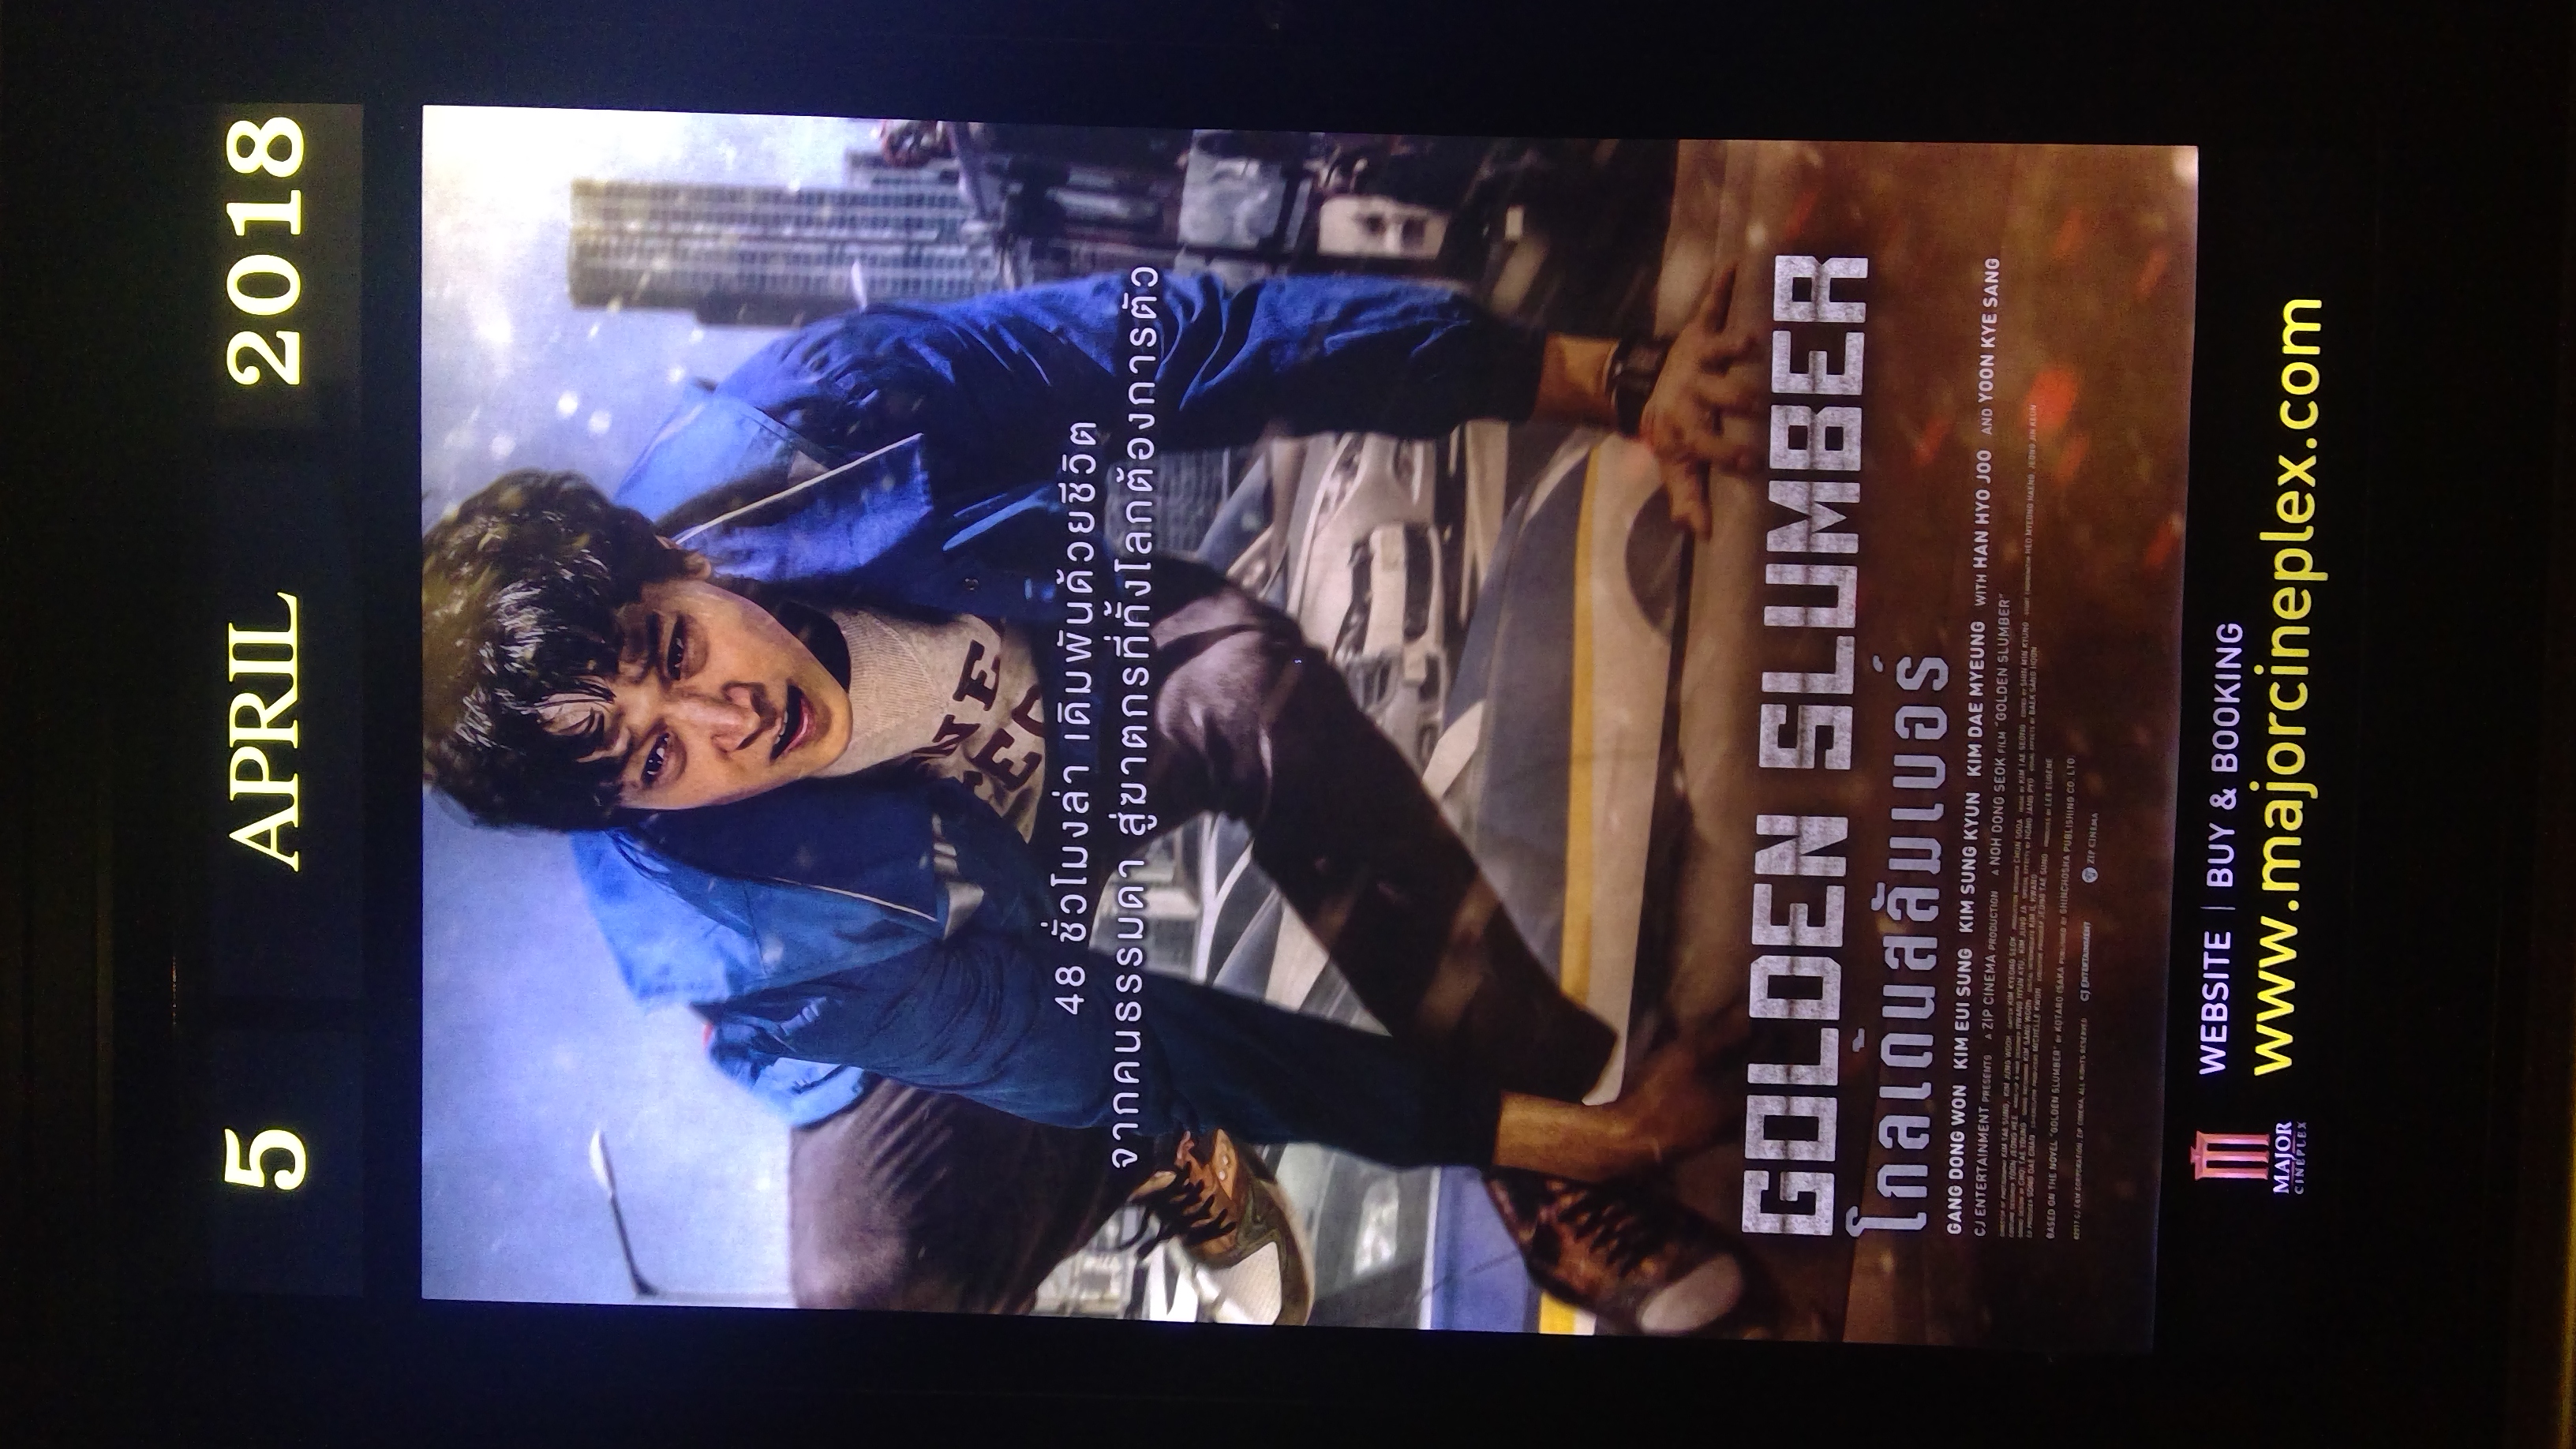 5 APRIL 2018
48 ชั่วโมงล่า เดิมพันด้วยชีวิต
จากคนธรรมดา สู่ฆาตกรที่ทั้งโลกต้องการตัว
GOLDEN SLUMBER
โกลเด้นสลัมเบอร์
GANG DONG WON KIM EUI SUNG KIM SUNG KYUN KIM DAE MYEUNG WITH HAN HYO JOO AND YOON KYE SANG
CJ ENTERTAINMENT PRESENTS A ZIP CINEMA PRODUCTION A NOH DONG SEOK FILM "GOLDEN SLUMBER"
BASED ON THE NOVEL "GOLDEN SLUMBER" BY KOTARO ISAKA PUBLISHED BY SHINCHOSHA PUBLISHING CO. LTD
CJ ENTERTAINMENT ZIP CINEMA
WEBSITE | BUY & BOOKING
www.majorcineplex.com
MAJOR
CINEPLEX